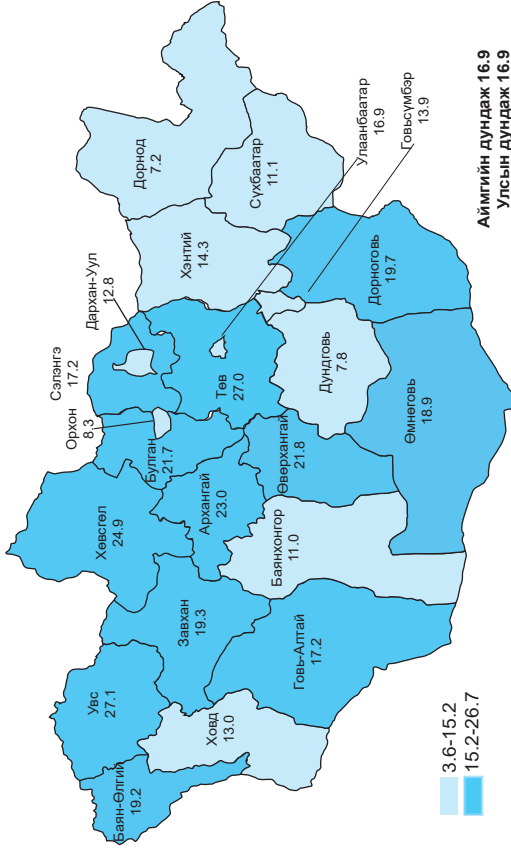 Дорнод
7.2
Сүхбаатар
11.1
Хэнтий
14.3
Дархан-Уул
12.8
Сэлэнгэ
17.2
Орхон
8.3
Булган
21.7
Төв
27.0
Улаанбаатар
16.9
Говьсүмбэр
13.9
Дорноговь
19.7
Дундговь
7.8
Өмнөговь
18.9
Өвөрхангай
21.8
Архангай
23.0
Хөвсгөл
24.9
Баянхонгор
11.0
Завхан
19.3
Говь-Алтай
17.2
Увс
27.1
Ховд
13.0
Баян-Өлгий
19.2
3.6-15.2
15.2-26.7
Аймгийн дундаж 16.9
Улсын дундаж 16.9